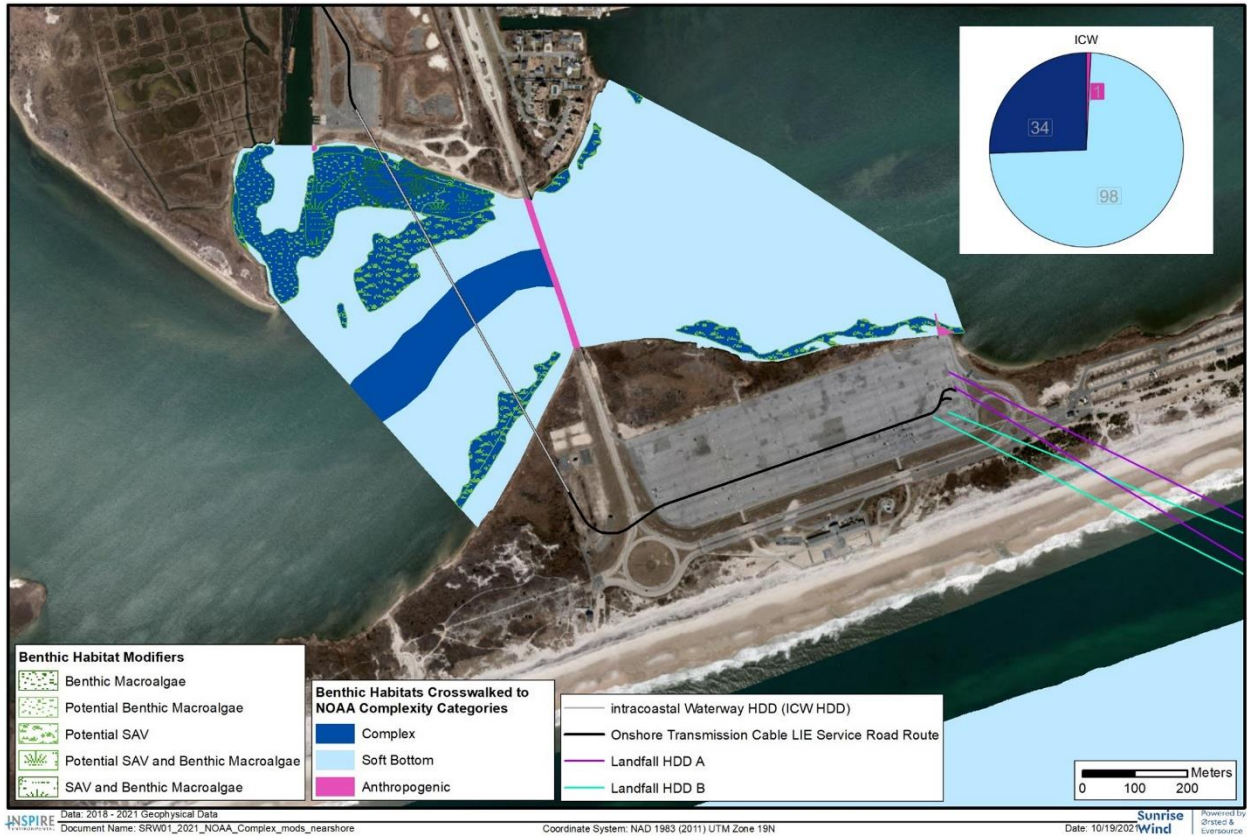 ICW
1
34
98
Benthic Habitat Modifiers
Benthic Macroalgae
Potential Benthic Macroalgae
Potential SAV
Potential SAV and Benthic Macroalgae
SAV and Benthic Macroalgae
Benthic Habitats Crosswalked to
NOAA Complexity Categories
Complex
Soft Bottom
Anthropogenic
intracoastal Waterway HDD (ICW HDD)
Onshore Transmission Cable LIE Service Road Route
Landfall HDD A
Landfall HDD B
Meters
0 100 200
INSPIRE
ENVIRONMENTAL
Data: 2018 - 2021 Geophysical Data
Document Name: SRW01_2021_NOAA_Complex_mods_nearshore
Coordinate System: NAD 1983 (2011) UTM Zone 19N
Date: 10/19/2021
Sunrise
Wind
Powered by
Ørsted &
Eversource